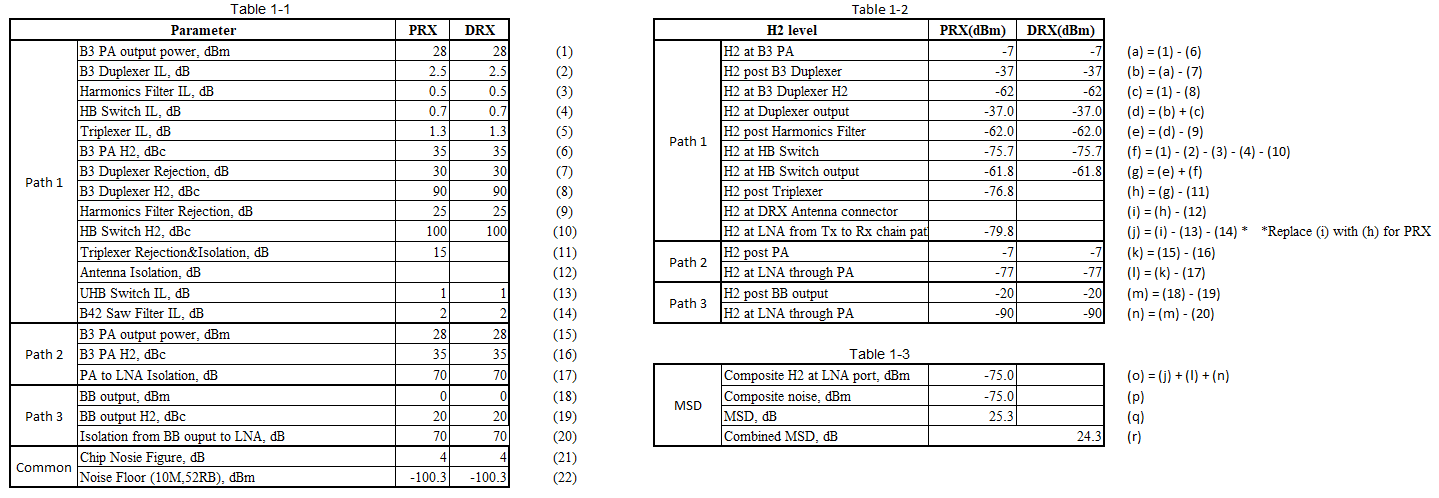 Table 1-1
Parameter PRX DRX
Path 1
B3 PA output power, dBm 28 28 (1)
B3 Duplexer IL, dB 2.5 2.5 (2)
Harmonics Filter IL, dB 0.5 0.5 (3)
HB Switch IL, dB 0.7 0.7 (4)
Triplexer IL, dB 1.3 1.3 (5)
B3 PA H2, dBc 35 35 (6)
B3 Duplexer Rejection, dB 30 30 (7)
B3 Duplexer H2, dBc 90 90 (8)
Harmonics Filter Rejection, dB 25 25 (9)
HB Switch H2, dBc 100 100 (10)
Triplexer Rejection&Isolation, dB 15 (11)
Antenna Isolation, dB (12)
UHB Switch IL, dB 1 1 (13)
B42 Saw Filter IL, dB 2 2 (14)
Path 2
B3 PA output power, dBm 28 28 (15)
B3 PA H2, dBc 35 35 (16)
PA to LNA Isolation, dB 70 70 (17)
Path 3
BB output, dBm 0 0 (18)
BB output H2, dBc 20 20 (19)
Isolation from BB ouput to LNA, dB 70 70 (20)
Common
Chip Nosie Figure, dB 4 4 (21)
Noise Floor (10M,52RB), dBm -100.3 -100.3 (22)
Table 1-2
H2 level PRX(dBm) DRX(dBm)
Path 1
H2 at B3 PA -7 -7 (a) = (1) - (6)
H2 post B3 Duplexer -37 -37 (b) = (a) - (7)
H2 at B3 Duplexer H2 -62 -62 (c) = (1) - (8)
H2 at Duplexer output -37.0 -37.0 (d) = (b) + (c)
H2 post Harmonics Filter -62.0 -62.0 (e) = (d) - (9)
H2 at HB Switch -75.7 -75.7 (f) = (1) - (2) - (3) - (4) - (10)
H2 at HB Switch output -61.8 -61.8 (g) = (e) + (f)
H2 post Triplexer -76.8 (h) = (g) - (11)
H2 at DRX Antenna connector (i) = (h) - (12)
H2 at LNA from Tx to Rx chain pat -79.8 (j) = (i) - (13) - (14) * *Replace (i) with (h) for PRX
Path 2
H2 post PA -7 -7 (k) = (15) - (16)
H2 at LNA through PA -77 -77 (l) = (k) - (17)
Path 3
H2 post BB output -20 -20 (m) = (18) - (19)
H2 at LNA through PA -90 -90 (n) = (m) - (20)
Table 1-3
MSD
Composite H2 at LNA port, dBm -75.0 (o) = (j) + (l) + (n)
Composite noise, dBm -75.0 (p)
MSD, dB 25.3 (q)
Combined MSD, dB 24.3 (r)